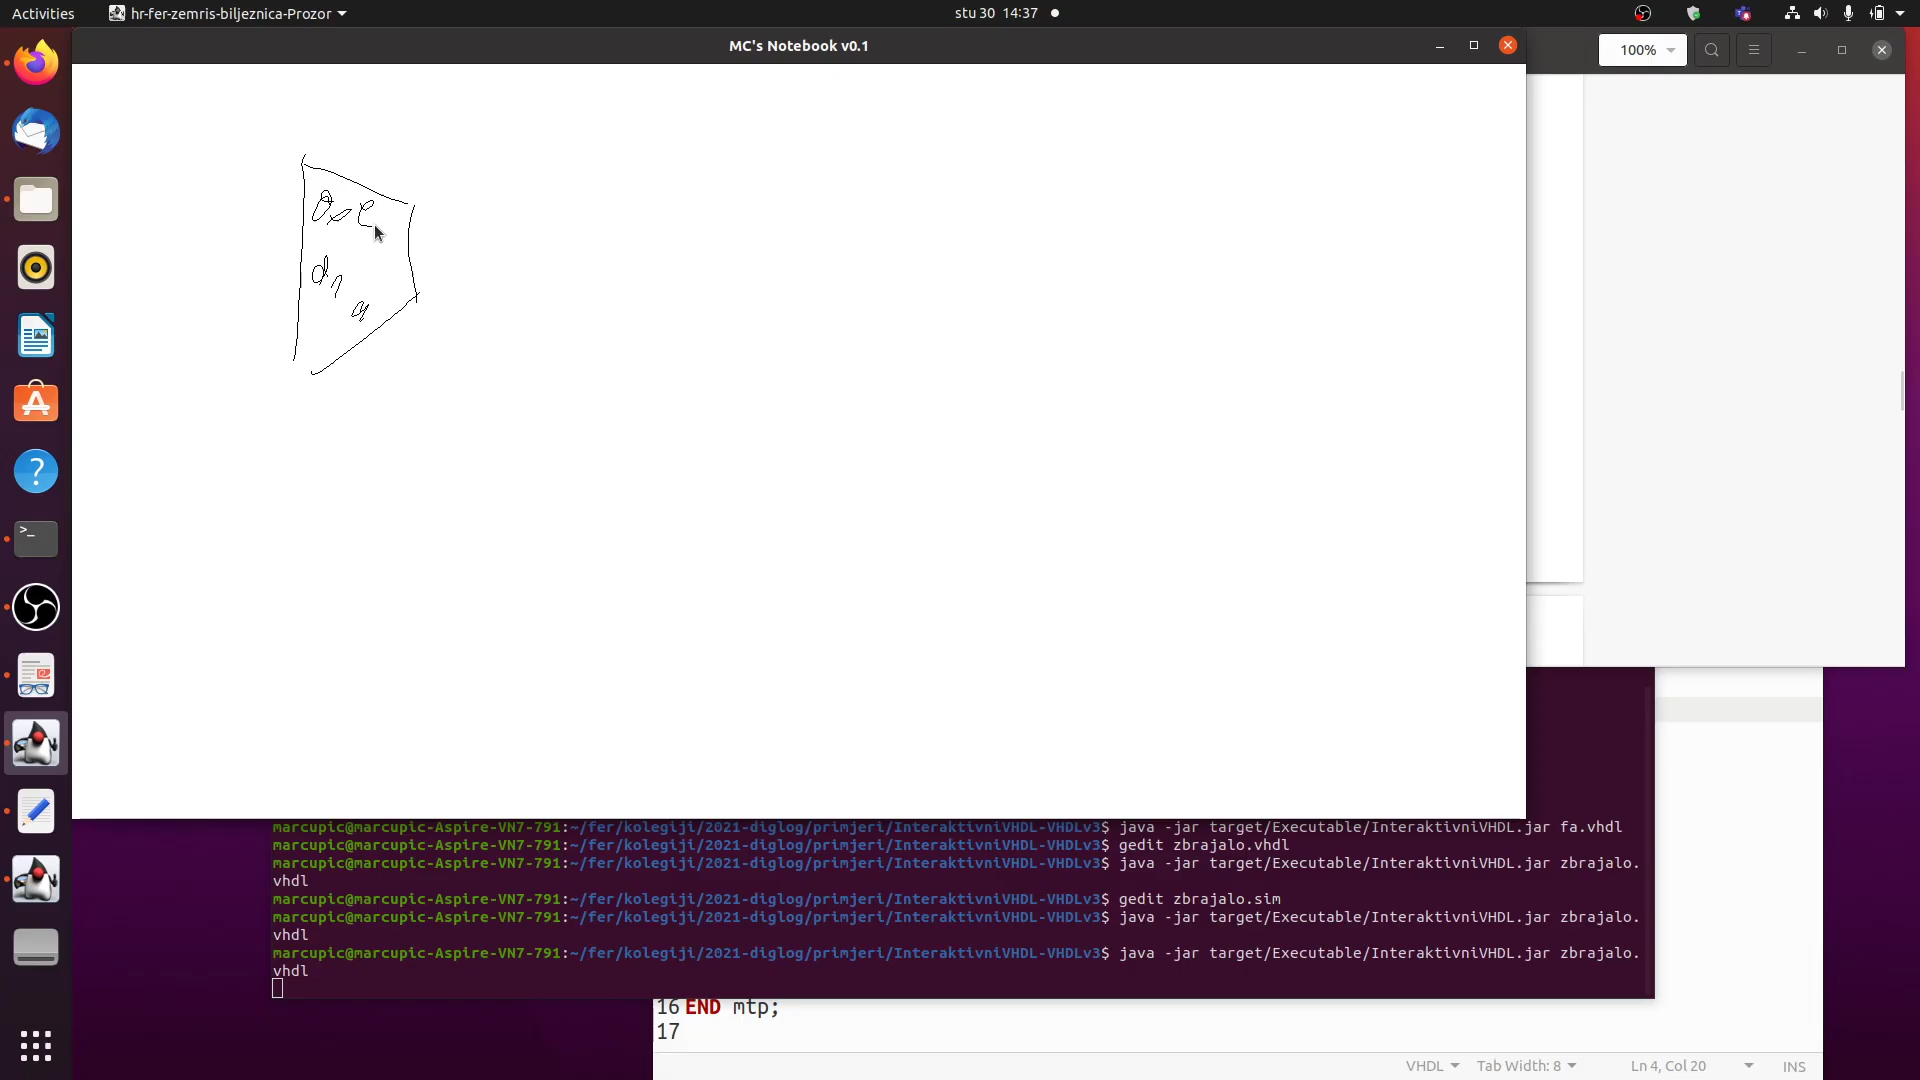 Activities
hr-fer-zemris-biljeznica-Prozor
stu 30 14:37
MC's Notebook v0.1
100%
marcupic@marcupic-Aspire-VN7-791:~/fer/kolegiji/2021-diglog/primjeri/InteraktivniVHDL-VHDLv3$ java -jar target/Executable/InteraktivniVHDL.jar fa.vhdl
marcupic@marcupic-Aspire-VN7-791:~/fer/kolegiji/2021-diglog/primjeri/InteraktivniVHDL-VHDLv3$ gedit zbrajalo.vhdl
marcupic@marcupic-Aspire-VN7-791:~/fer/kolegiji/2021-diglog/primjeri/InteraktivniVHDL-VHDLv3$ java -jar target/Executable/InteraktivniVHDL.jar zbrajalo.
vhdl
marcupic@marcupic-Aspire-VN7-791:~/fer/kolegiji/2021-diglog/primjeri/InteraktivniVHDL-VHDLv3$ gedit zbrajalo.sim
marcupic@marcupic-Aspire-VN7-791:~/fer/kolegiji/2021-diglog/primjeri/InteraktivniVHDL-VHDLv3$ java -jar target/Executable/InteraktivniVHDL.jar zbrajalo.
vhdl
marcupic@marcupic-Aspire-VN7-791:~/fer/kolegiji/2021-diglog/primjeri/InteraktivniVHDL-VHDLv3$ java -jar target/Executable/InteraktivniVHDL.jar zbrajalo.
vhdl
16 END mtp;
17
VHDL
Tab Width: 8
Ln 4, Col 20
INS